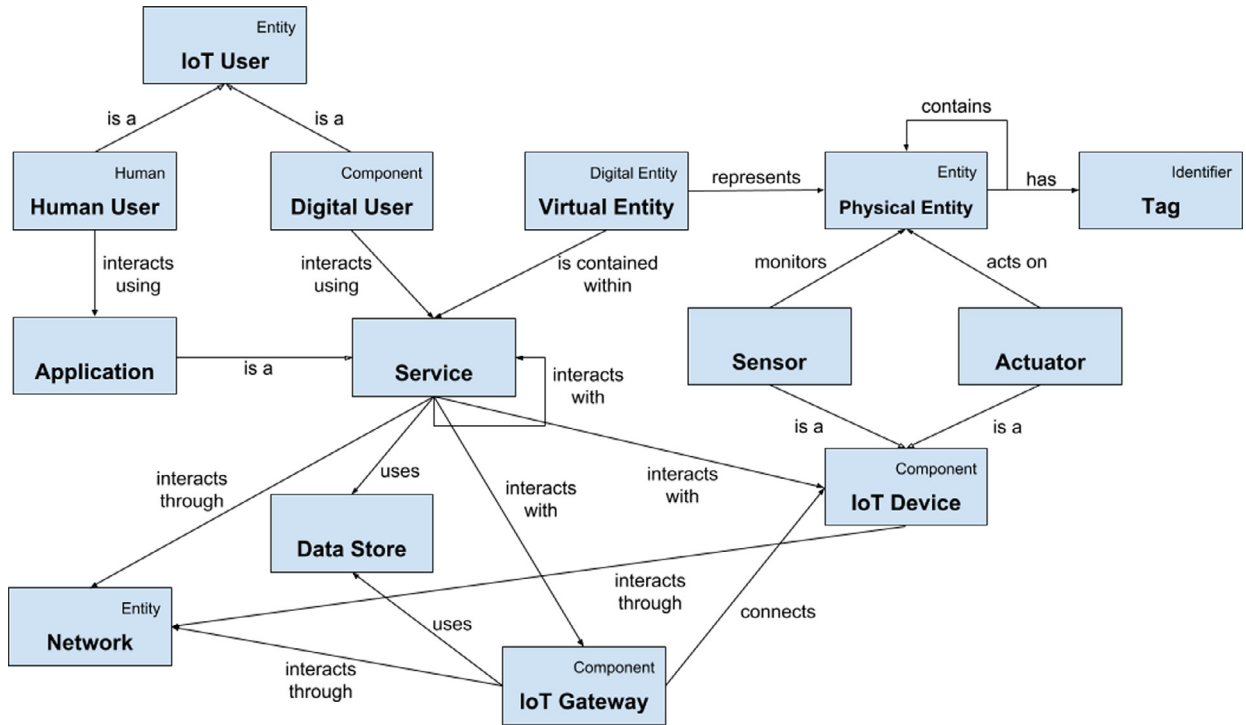 Entity
IoT User
is a
is a
contains
Human
Human User
Component
Digital User
Digital Entity
Virtual Entity
represents
Entity
Physical Entity
has
Identifier
Tag
interacts
using
interacts
using
is contained
within
monitors
acts on
Application
is a
Service
interacts
with
Sensor
Actuator
is a
is a
interacts
through
uses
interacts
with
interacts
with
Component
IoT Device
Data Store
interacts
through
connects
Entity
Network
uses
interacts
through
Component
IoT Gateway